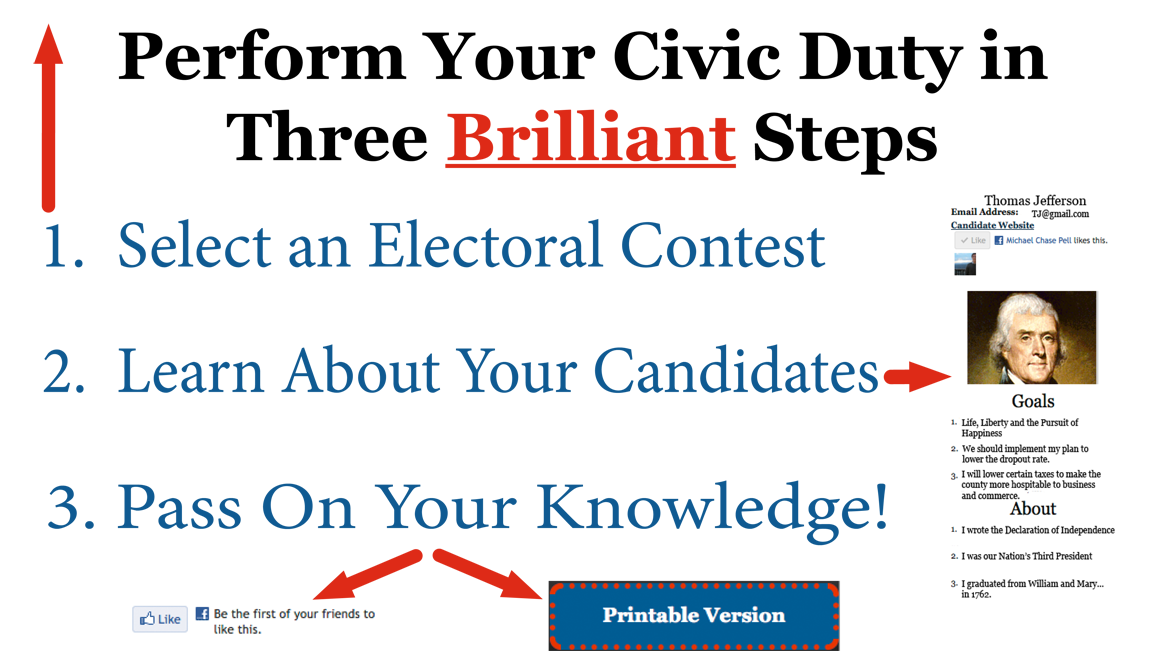 Perform Your Civic Duty in
Three Brilliant Steps
1. Select an Electoral Contest
2. Learn About Your Candidates
3. Pass On Your Knowledge!
Like
Be the first of your friends to
like this.
Printable Version
Thomas Jefferson
Email Address: TJ@gmail.com
Candidate Website
Like Michael Chase Pell likes this.
Goals
1. Life, Liberty and the Pursuit of
Happiness
2. We should implement my plan to
lower the dropout rate.
3. I will lower certain taxes to make the
county more hospitable to business
and commerce.
About
1. I wrote the Declaration of Independence
2. I was our Nation's Third President
3. I graduated from William and Mary...
in 1762.